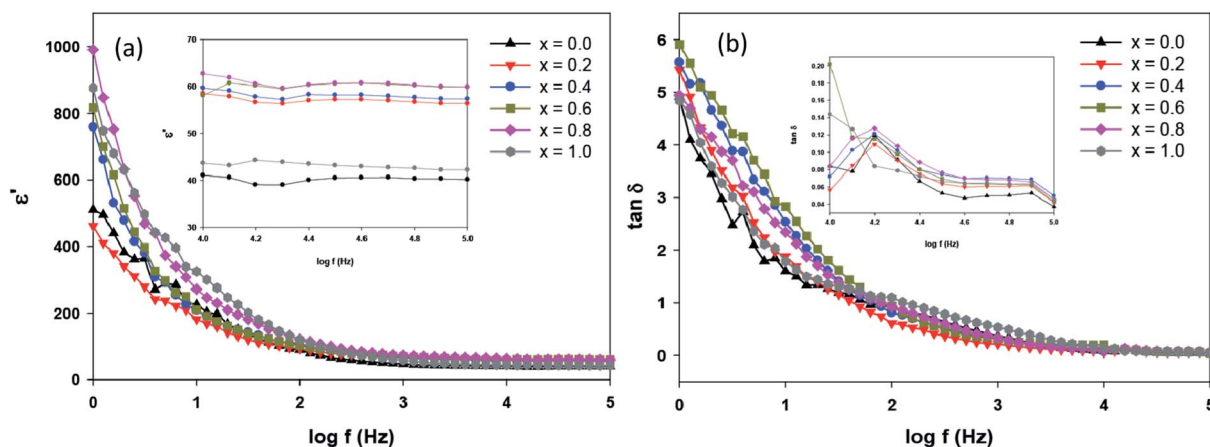 (a)
1000
800
600
400
200
0
ε'
0 1 2 3 4 5
log f (Hz)
70
60
50
40
30
ε'
4.0 4.2 4.4 4.6 4.8 5.0
log f (Hz)
x = 0.0
x = 0.2
x = 0.4
x = 0.6
x = 0.8
x = 1.0
(b)
6
5
4
3
2
1
0
tan δ
0 1 2 3 4 5
log f (Hz)
0.20
0.18
0.16
0.14
0.12
0.10
0.08
0.06
0.04
tan δ
4.0 4.2 4.4 4.6 4.8 5.0
log f (Hz)
x = 0.0
x = 0.2
x = 0.4
x = 0.6
x = 0.8
x = 1.0